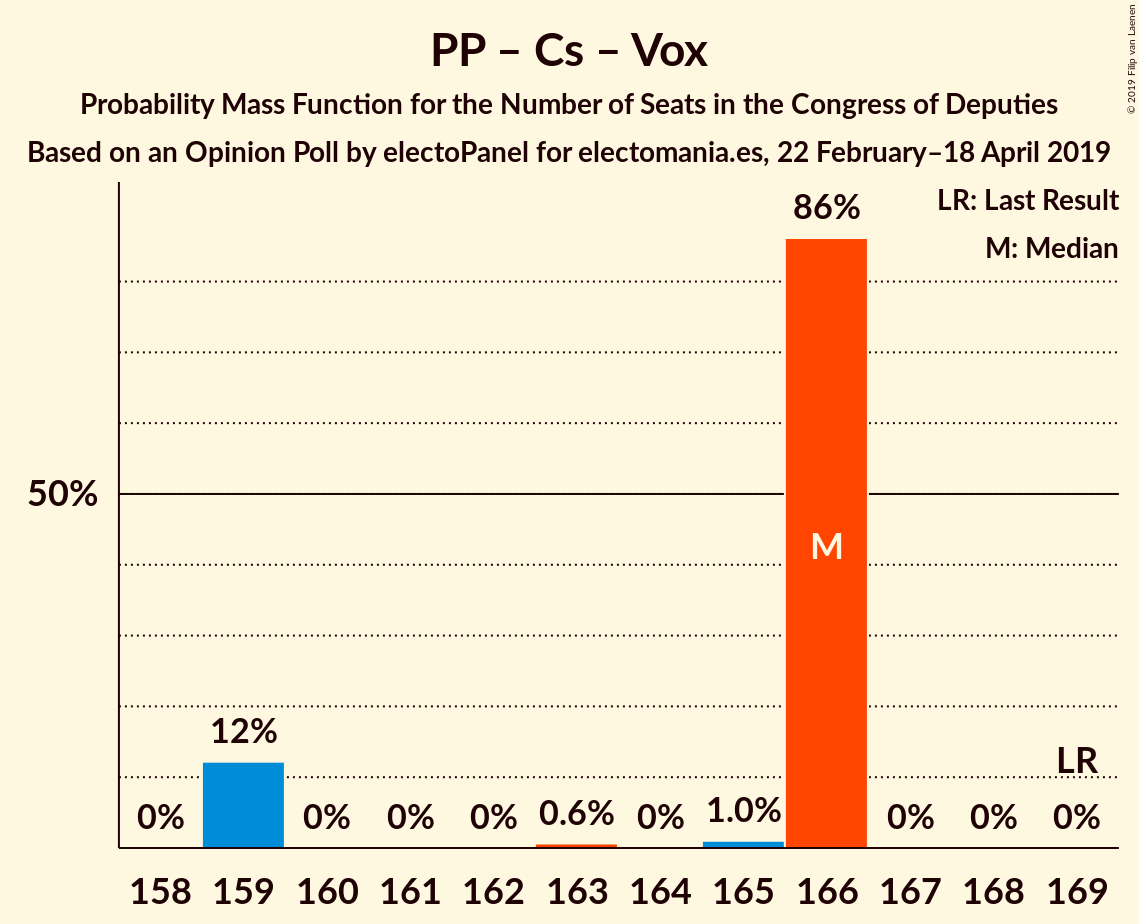 PP – Cs – Vox
Probability Mass Function for the Number of Seats in the Congress of Deputies
Based on an Opinion Poll by electoPanel for electomania.es, 22 February–18 April 2019
© 2019 Filip van Laenen
LR: Last Result
M: Median
86%
50%
M
12%
LR
0%
0%
0%
0%
0.6%
0%
1.0%
0%
0%
0%
158 159 160 161 162 163 164 165 166 167 168 169